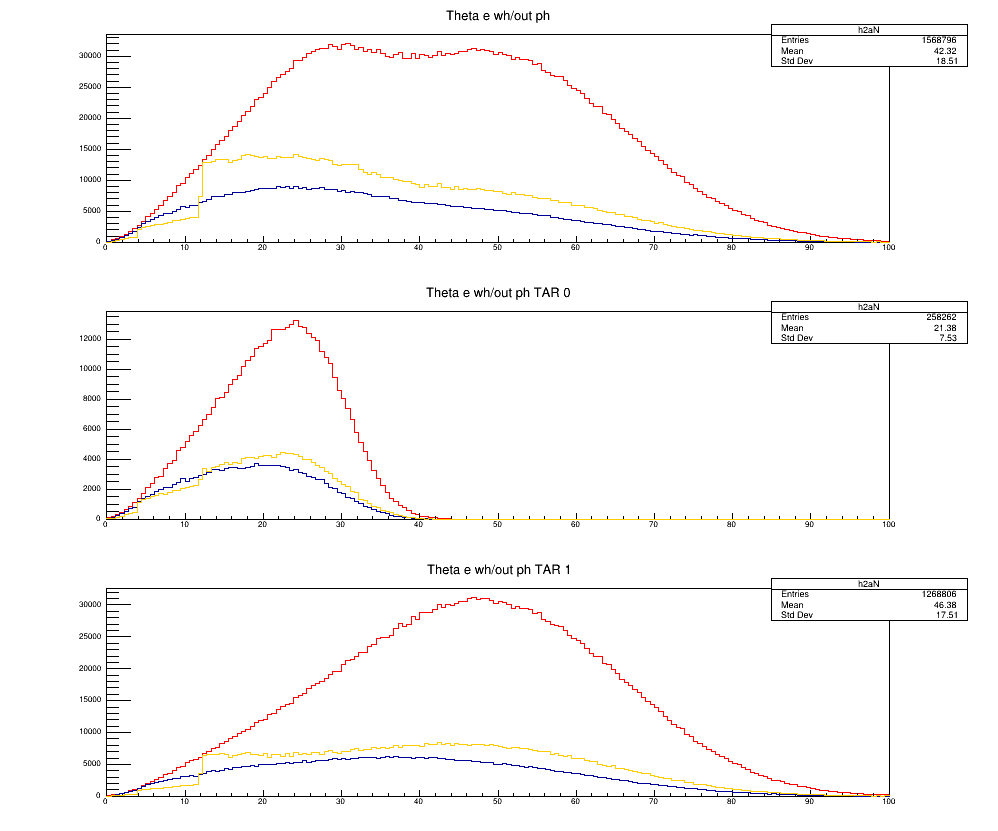 Theta e wh/out ph
h2aN
Entries 1568796
Mean 42.32
Std Dev 18.51
30000
25000
20000
15000
10000
5000
0
0 10 20 30 40 50 60 70 80 90 100
Theta e wh/out ph TAR 0
h2aN
Entries 258262
Mean 21.38
Std Dev 7.53
12000
10000
8000
6000
4000
2000
0
0 10 20 30 40 50 60 70 80 90 100
Theta e wh/out ph TAR 1
h2aN
Entries 1268806
Mean 46.38
Std Dev 17.51
30000
25000
20000
15000
10000
5000
0
0 10 20 30 40 50 60 70 80 90 100